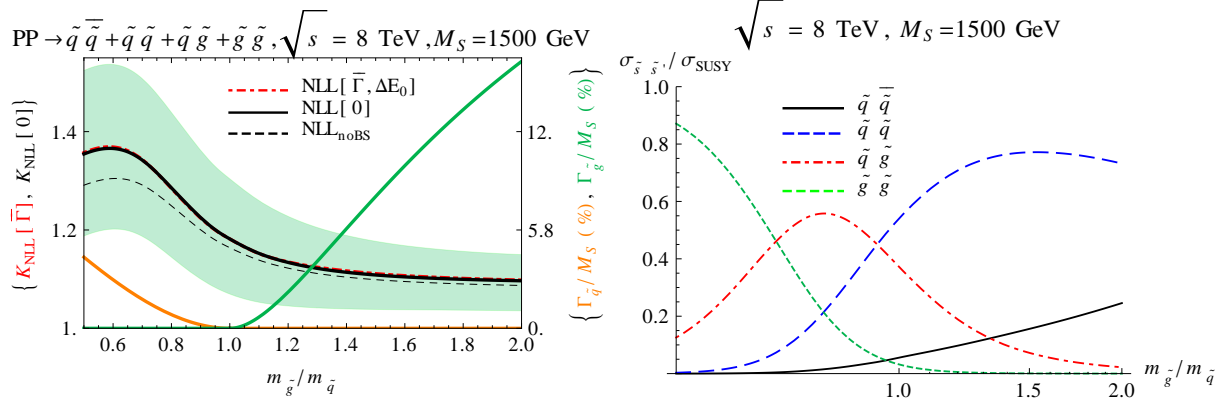 PP → q̃ q̃̅ + q̃ q̃ + q̃ g̃ + g̃ g̃ , √s = 8 TeV , M_S = 1500 GeV
NLL[ Γ̅ , ΔE₀ ]
NLL[ 0 ]
NLL_noBS
{ K_NLL [ Γ̅ ] , K_NLL [ 0 ] }
1.4
1.2
1.
12.
5.8
0.
{ Γ_q̃ / M_S (%) , Γ_g̃ / M_S (%) }
0.6 0.8 1.0 1.2 1.4 1.6 1.8 2.0
m_g̃ / m_q̃
√s = 8 TeV , M_S = 1500 GeV
σ_s̃ s̃' / σ_SUSY
1.0
0.8
0.6
0.4
0.2
q̃ q̃̅
q̃ q̃
q̃ g̃
g̃ g̃
1.0 1.5 2.0
m_g̃ / m_q̃